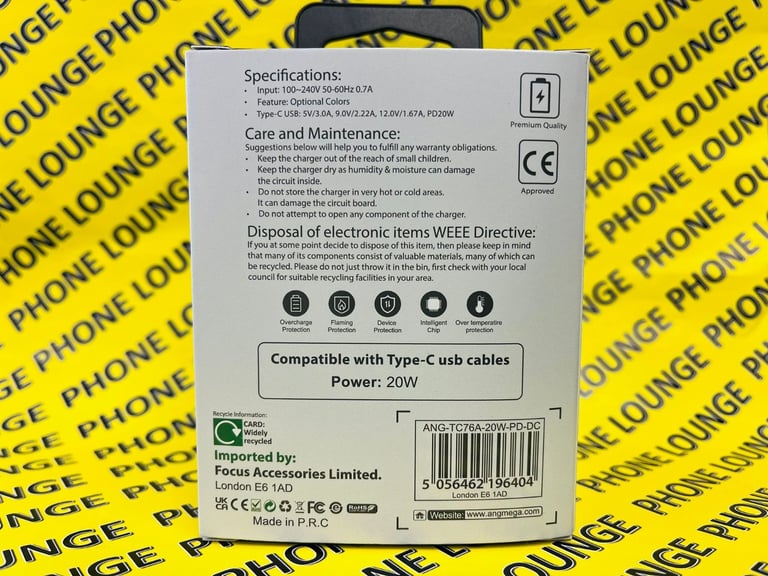 Specifications:
• Input: 100~240V 50-60Hz 0.7A
• Feature: Optional Colors
• Type-C USB: 5V/3.0A, 9.0V/2.22A, 12.0V/1.67A, PD20W
Premium Quality
Care and Maintenance:
Suggestions below will help you to fulfill any warranty obligations.
• Keep the charger out of the reach of small children.
• Keep the charger dry as humidity & moisture can damage
the circuit inside.
• Do not store the charger in very hot or cold areas.
It can damage the circuit board.
• Do not attempt to open any component of the charger.
CE
Approved
Disposal of electronic items WEEE Directive:
If you at some point decide to dispose of this item, then please keep in mind
that many of its components consist of valuable materials, many of which can
be recycled. Please do not just throw it in the bin, first check with your local
council for suitable recycling facilities in your area.
Overcharge
Protection
Flaming
Protection
Device
Protection
Intelligent
Chip
Over temperatire
protection
Compatible with Type-C usb cables
Power: 20W
Recycle Information:
CARD:
Widely
recycled
Imported by:
Focus Accessories Limited.
London E6 1AD
UK CA CE FC RoHS
Made in P.R.C
ANG-TC76A-20W-PD-DC
5 056462 196404
London E6 1AD
Website: www.angmega.com
PHONE LOUNGE PHONE LOUNGE